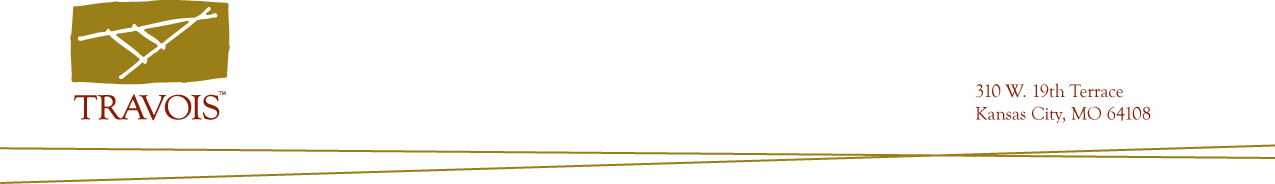 TRAVOIS™
310 W. 19th Terrace
Kansas City, MO 64108